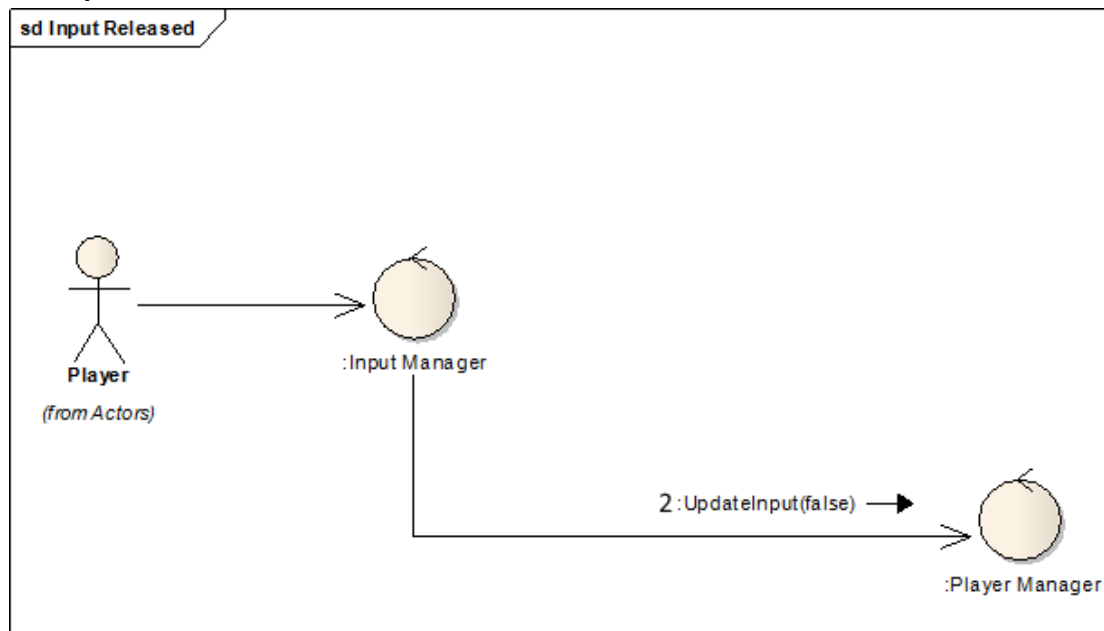 sd Input Released
:Input Manager
Player
(from Actors)
2:UpdateInput(false)
:Player Manager